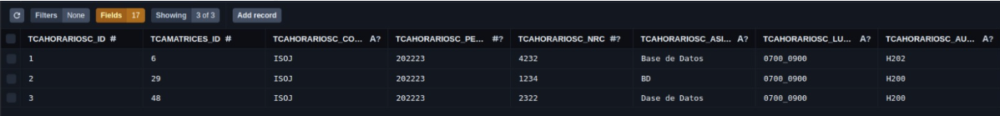 Filters None Fields 17 Showing 3 of 3 Add record
TCAHORARIOSC_ID # TCAMATRICES_ID # TCAHORARIOSC_CO... A? TCAHORARIOSC_PE... #? TCAHORARIOSC_NRC #? TCAHORARIOSC_ASI... A? TCAHORARIOSC_LU... A? TCAHORARIOSC_AU... A?
1 6 ISOJ 202223 4232 Base de Datos 0700_0900 H202
2 29 ISOJ 202223 1234 BD 0700_0900 H200
3 48 ISOJ 202223 2322 Dase de Datos 0700_0900 H200